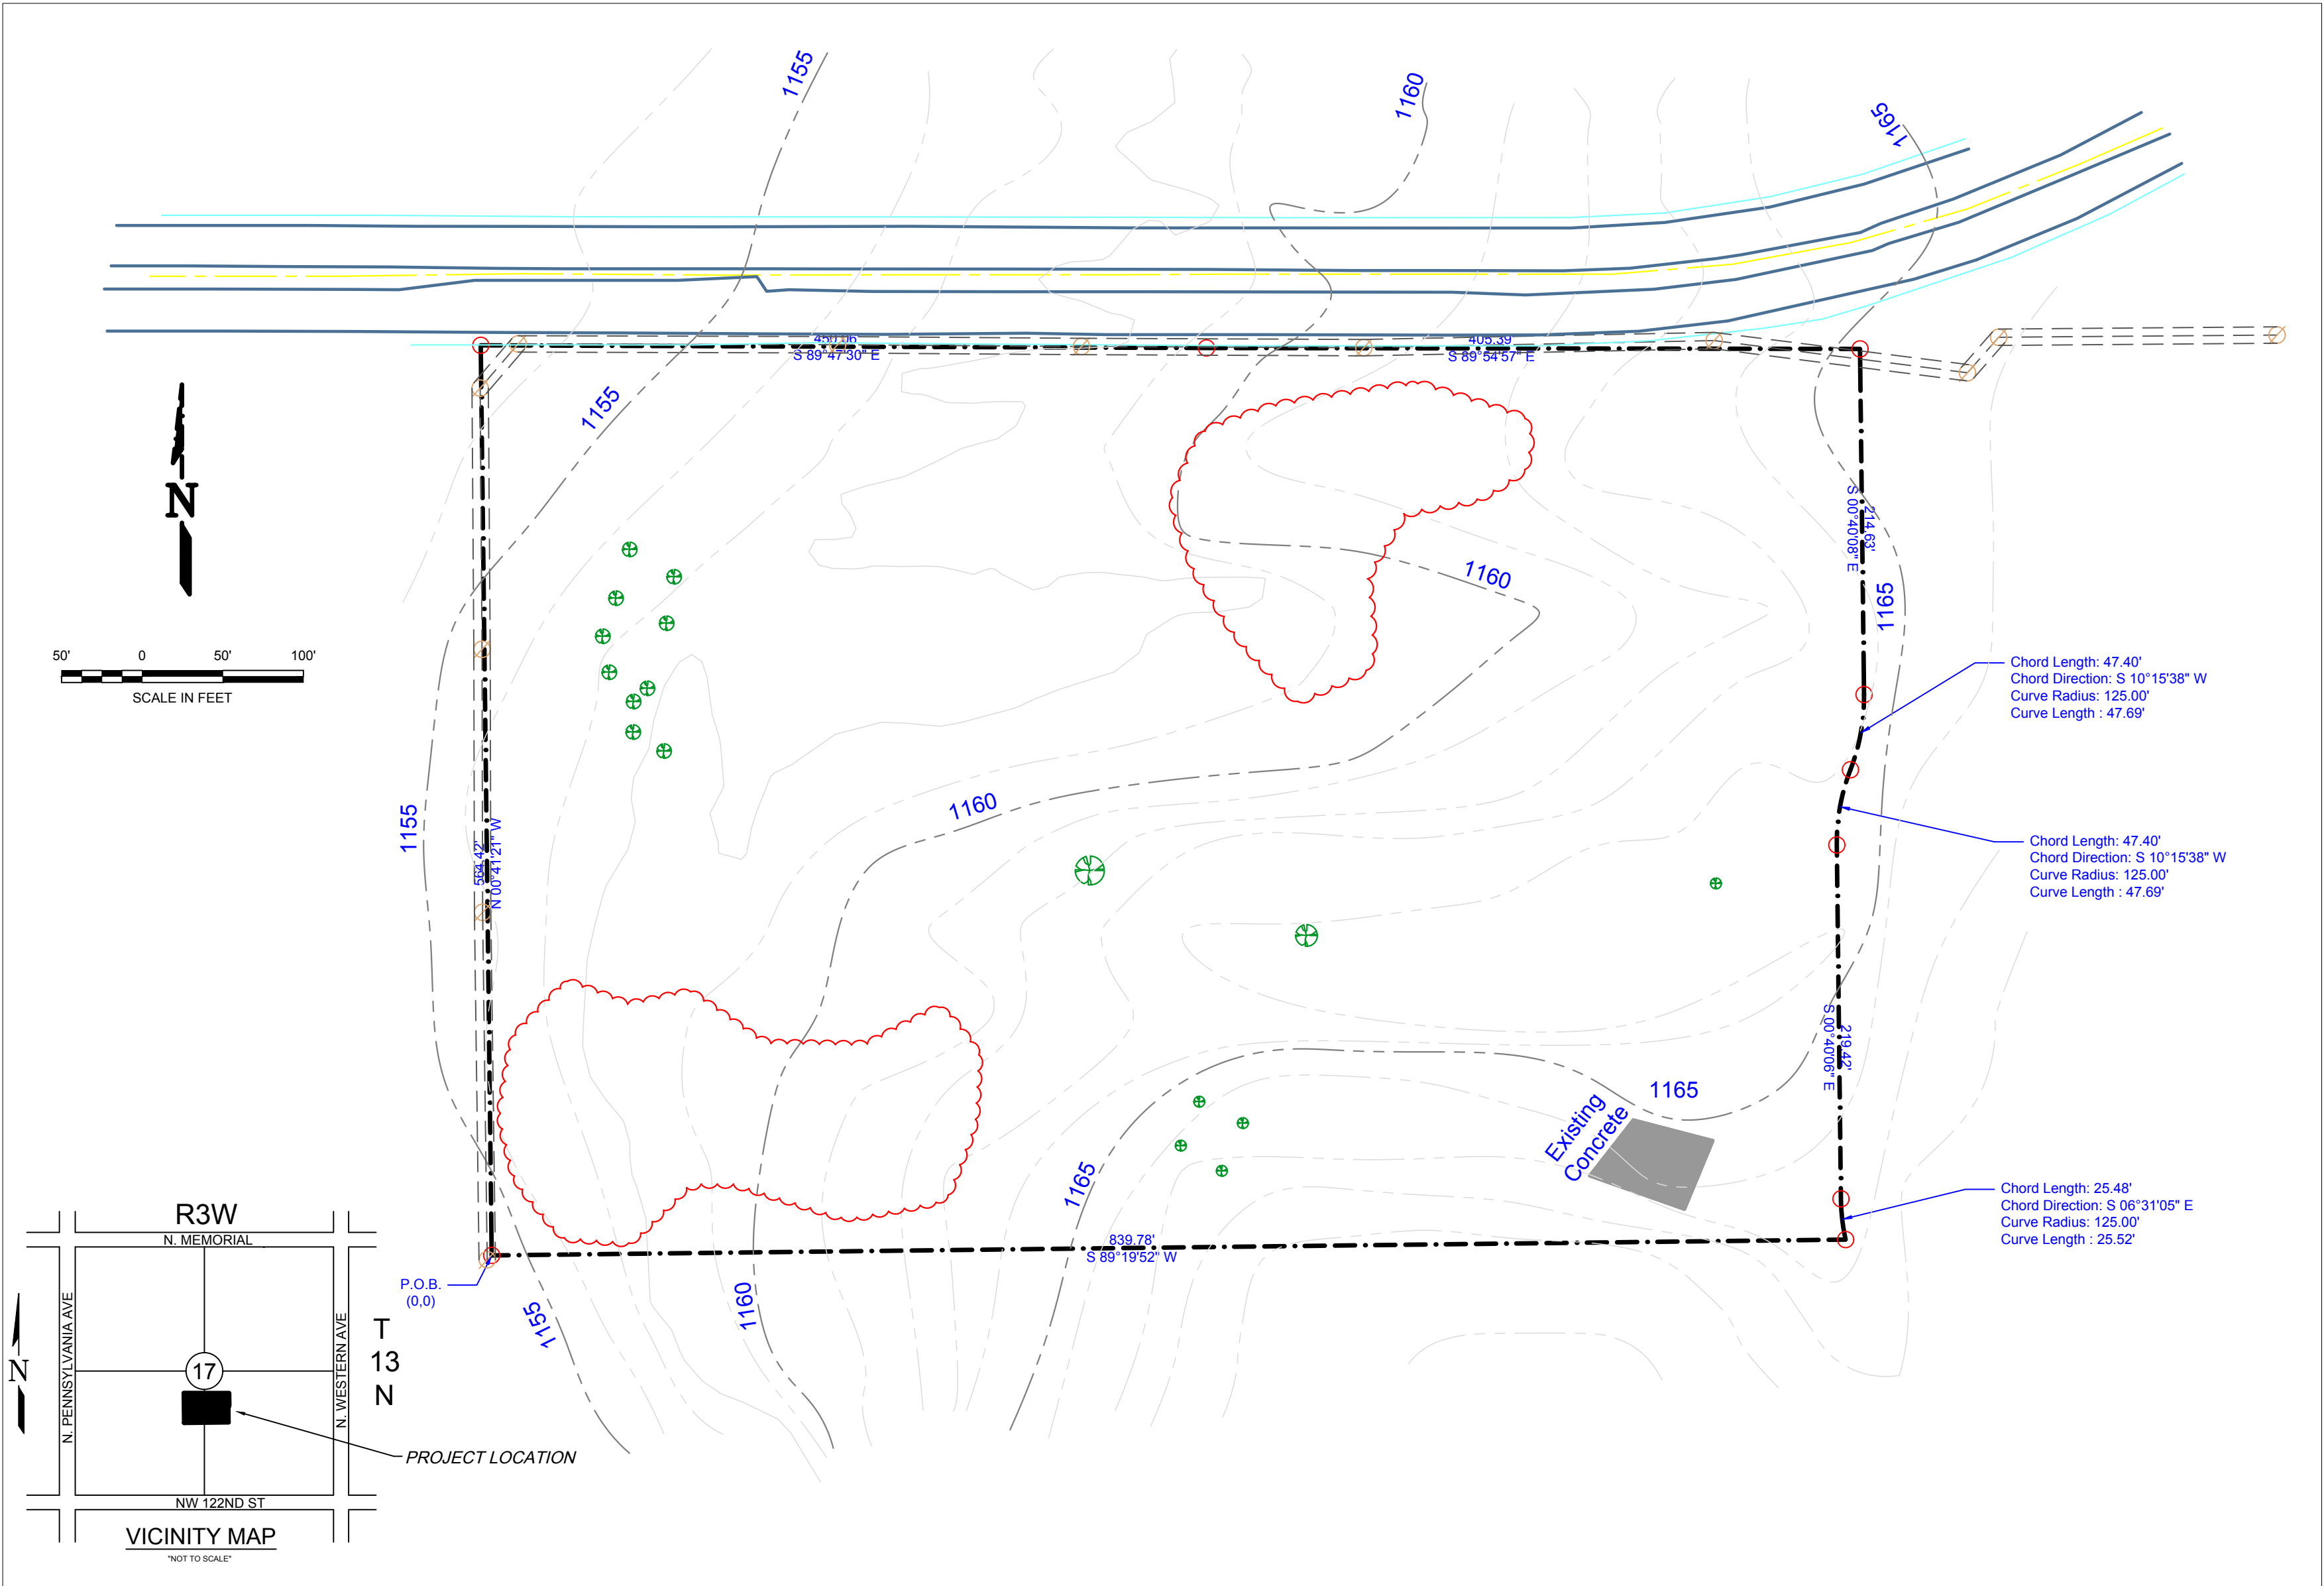 1155
1160
1165
450.06'
S 89°47'30" E
405.39'
S 89°54'57" E
1155
N
50' 0 50' 100'
SCALE IN FEET
214.63'
S 00°40'08" E
1160
1165
Chord Length: 47.40'
Chord Direction: S 10°15'38" W
Curve Radius: 125.00'
Curve Length : 47.69'
1155
1160
564.42'
N 00°41'21" W
Chord Length: 47.40'
Chord Direction: S 10°15'38" W
Curve Radius: 125.00'
Curve Length : 47.69'
219.42'
S 00°40'06" E
1165
Existing
Concrete
1165
Chord Length: 25.48'
Chord Direction: S 06°31'05" E
Curve Radius: 125.00'
Curve Length : 25.52'
839.78'
S 89°19'52" W
P.O.B.
(0,0)
1155
1160
R3W
N. MEMORIAL
N. PENNSYLVANIA AVE
N. WESTERN AVE
T
13
N
N
17
PROJECT LOCATION
NW 122ND ST
VICINITY MAP
"NOT TO SCALE"